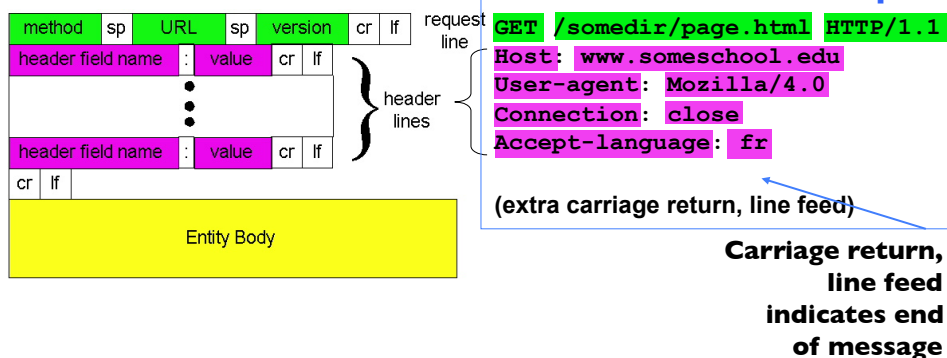 method sp URL sp version cr lf
header field name : value cr lf
header field name : value cr lf
cr lf
Entity Body
request
line
header
lines
GET /somedir/page.html HTTP/1.1
Host: www.someschool.edu
User-agent: Mozilla/4.0
Connection: close
Accept-language: fr
(extra carriage return, line feed)
Carriage return,
line feed
indicates end
of message